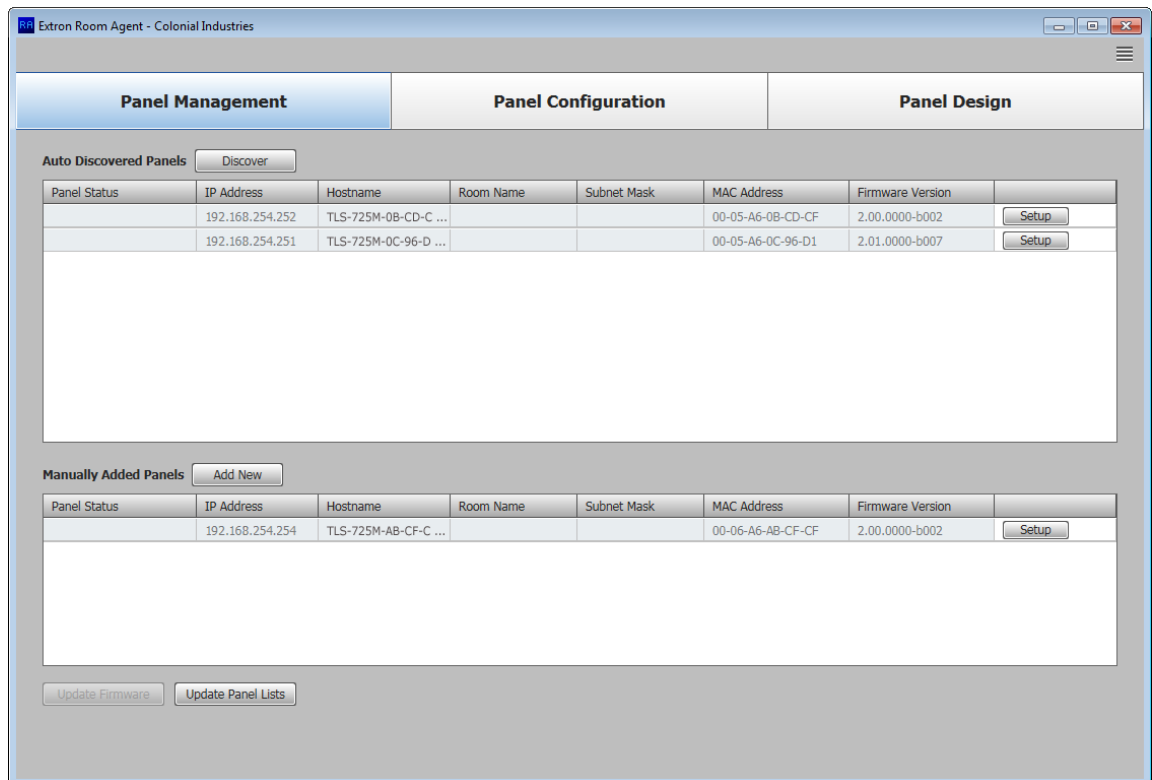 RA Extron Room Agent - Colonial Industries
Panel Management Panel Configuration Panel Design
Auto Discovered Panels Discover
Panel Status IP Address Hostname Room Name Subnet Mask MAC Address Firmware Version
192.168.254.252 TLS-725M-0B-CD-C ... 00-05-A6-0B-CD-CF 2.00.0000-b002 Setup
192.168.254.251 TLS-725M-0C-96-D ... 00-05-A6-0C-96-D1 2.01.0000-b007 Setup
Manually Added Panels Add New
Panel Status IP Address Hostname Room Name Subnet Mask MAC Address Firmware Version
192.168.254.254 TLS-725M-AB-CF-C ... 00-06-A6-AB-CF-CF 2.00.0000-b002 Setup
Update Firmware Update Panel Lists